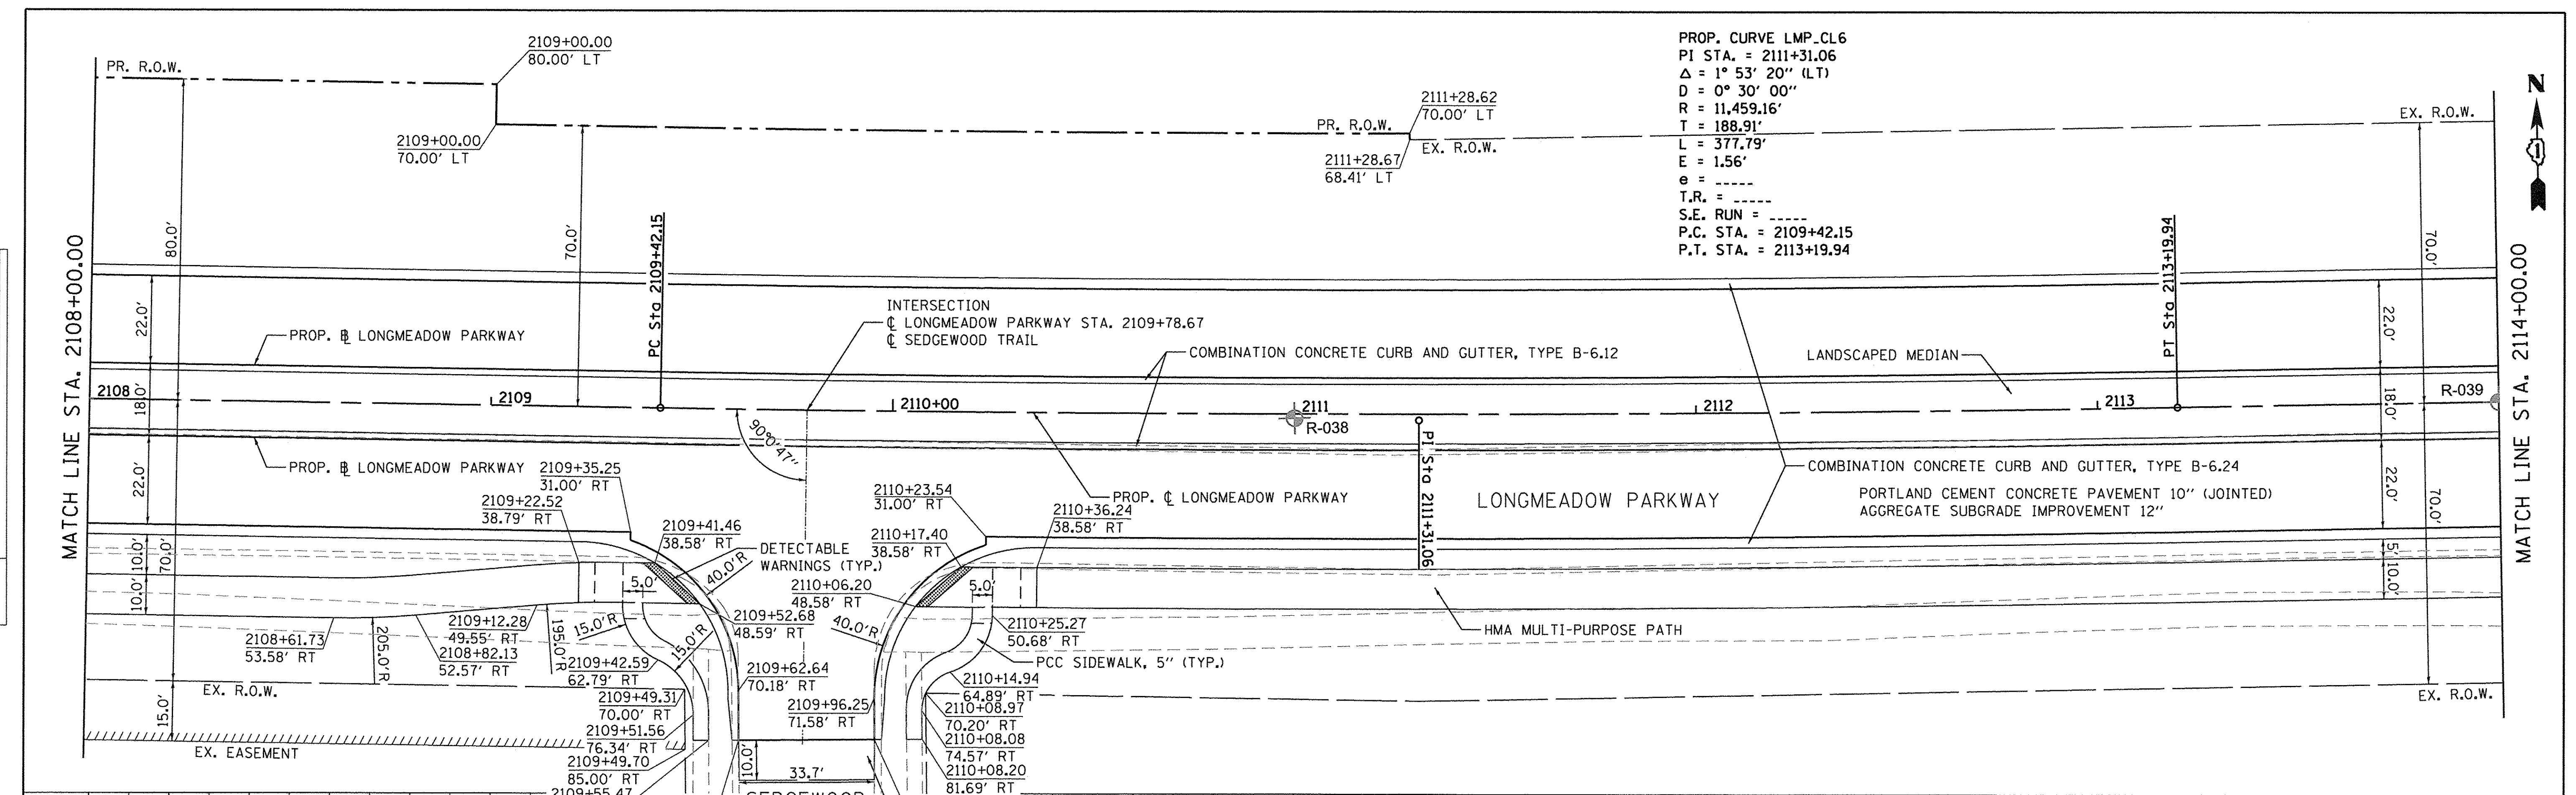 2109+00.00
80.00' LT
PR. R.O.W.
2109+00.00
70.00' LT
2111+28.62
70.00' LT
PR. R.O.W.
2111+28.67
68.41' LT
EX. R.O.W.
PROP. CURVE LMP_CL6
PI STA. = 2111+31.06
Δ = 1° 53' 20" (LT)
D = 0° 30' 00"
R = 11,459.16'
T = 188.91'
L = 377.79'
E = 1.56'
e = _____
T.R. = _____
S.E. RUN = _____
P.C. STA. = 2109+42.15
P.T. STA. = 2113+19.94
N
1
EX. R.O.W.
MATCH LINE STA. 2108+00.00
80.0'
70.0'
PC Sta 2109+42.15
PT Sta 2113+19.94
70.0'
MATCH LINE STA. 2114+00.00
22.0'
PROP. BL LONGMEADOW PARKWAY
INTERSECTION
CL LONGMEADOW PARKWAY STA. 2109+78.67
CL SEDGEWOOD TRAIL
COMBINATION CONCRETE CURB AND GUTTER, TYPE B-6.12
LANDSCAPED MEDIAN
22.0'
2108
18.0'
2109
2110+00
2111
R-038
2112
2113
18.0'
R-039
90°0'47"
PROP. BL LONGMEADOW PARKWAY
22.0'
PROP. CL LONGMEADOW PARKWAY
PI Sta 2111+31.06
LONGMEADOW PARKWAY
COMBINATION CONCRETE CURB AND GUTTER, TYPE B-6.24
PORTLAND CEMENT CONCRETE PAVEMENT 10" (JOINTED)
AGGREGATE SUBGRADE IMPROVEMENT 12"
22.0'
70.0'
2109+35.25
31.00' RT
2109+22.52
38.79' RT
2109+41.46
38.58' RT
DETECTABLE
WARNINGS (TYP.)
2110+23.54
31.00' RT
2110+36.24
38.58' RT
2110+17.40
38.58' RT
2110+06.20
48.58' RT
10.0'
70.0'
10.0'
5.0'
40.0'R
5.0'
5'
10.0'
2109+52.68
48.59' RT
40.0'R
2110+25.27
50.68' RT
HMA MULTI-PURPOSE PATH
2108+61.73
53.58' RT
205.0'R
2109+12.28
49.55' RT
2108+82.13
52.57' RT
195.0'R
15.0'R
15.0'R
2109+42.59
62.79' RT
2109+62.64
70.18' RT
PCC SIDEWALK, 5" (TYP.)
2110+14.94
64.89' RT
EX. R.O.W.
15.0'
2109+49.31
70.00' RT
2109+96.25
71.58' RT
2110+08.97
70.20' RT
EX. R.O.W.
2109+51.56
76.34' RT
2110+08.08
74.57' RT
EX. EASEMENT
2109+49.70
85.00' RT
10.0'
33.7'
2110+08.20
81.69' RT
2109+55.47
SEDGEWOOD